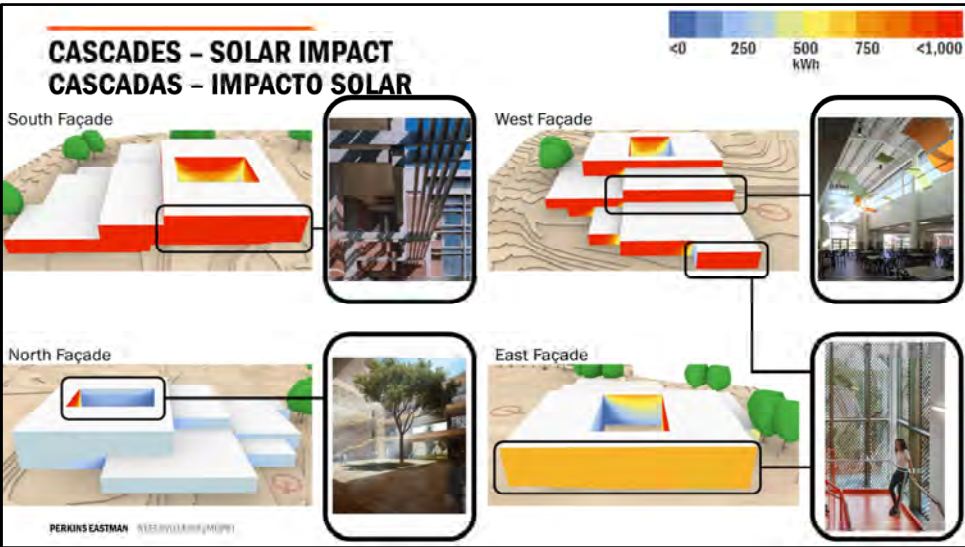 CASCADES – SOLAR IMPACT
CASCADAS – IMPACTO SOLAR
<0 250 500 750 <1,000
kWh
South Façade
West Façade
North Façade
East Façade
PERKINS EASTMAN